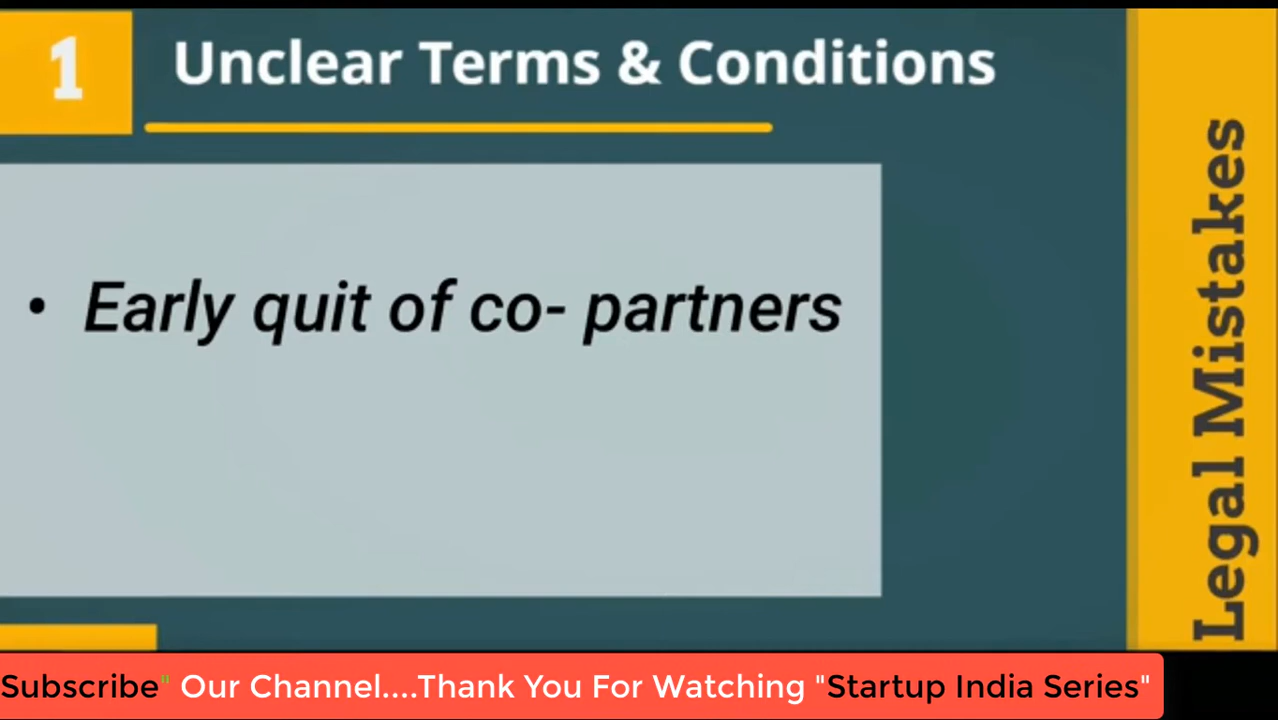 1
Unclear Terms & Conditions
• Early quit of co- partners
Legal Mistakes
Subscribe" Our Channel....Thank You For Watching "Startup India Series"